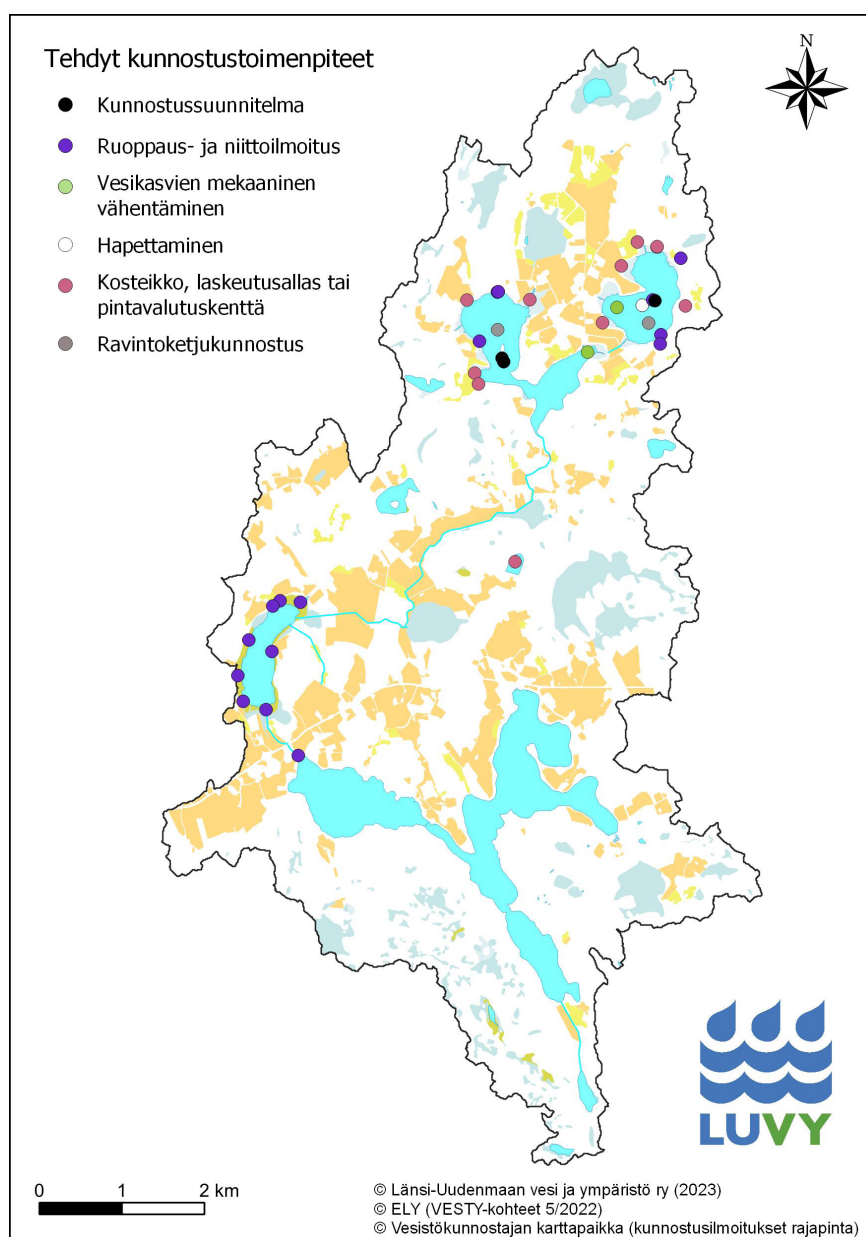 Tehdyt kunnostustoimenpiteet
N
Kunnostussuunnitelma
Ruoppaus- ja niittoilmoitus
Vesikasvien mekaaninen
vähentäminen
Hapettaminen
Kosteikko, laskeutusallas tai
pintavalutuskenttä
Ravintoketjukunnostus
LUVY
0 1 2 km
© Länsi-Uudenmaan vesi ja ympäristö ry (2023)
© ELY (VESTY-kohteet 5/2022)
© Vesistökunnostajan karttapaikka (kunnostusilmoitukset rajapinta)